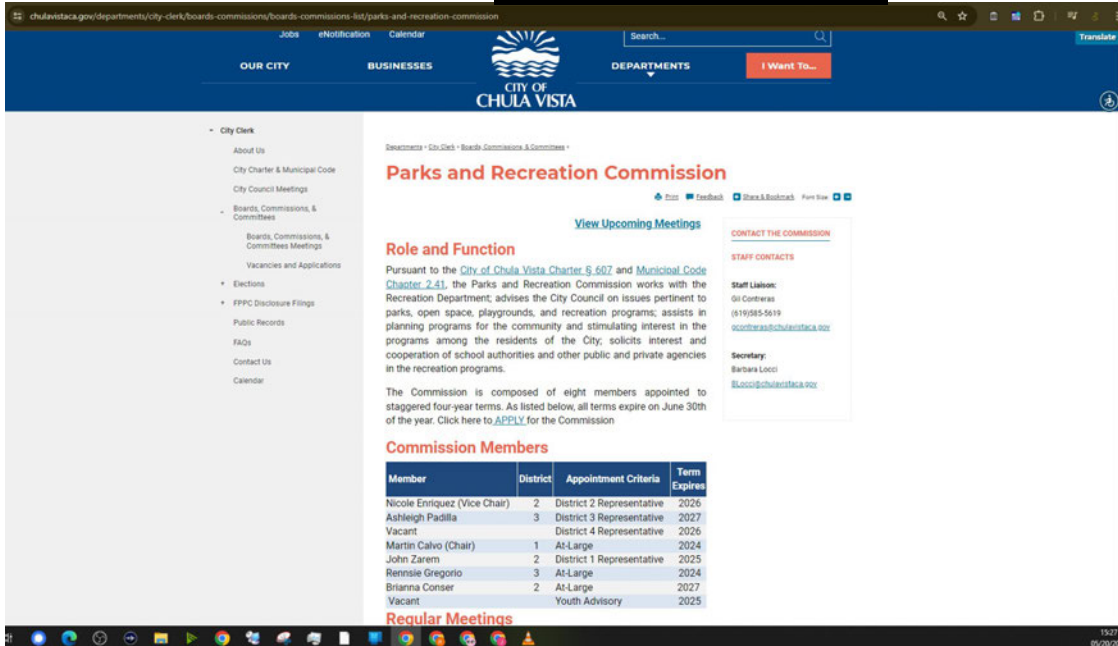 chulavistaca.gov/departments/city-clerk/boards-commissions/boards-commissions-list/parks-and-recreation-commission
Jobs eNotification Calendar
Search...
Translate
OUR CITY BUSINESSES DEPARTMENTS I Want To...
CITY OF
CHULA VISTA
City Clerk
About Us
City Charter & Municipal Code
City Council Meetings
Boards, Commissions, &
Committees
Boards, Commissions, &
Committees Meetings
Vacancies and Applications
Elections
FPPC Disclosure Filings
Public Records
FAQs
Contact Us
Calendar
Departments » City Clerk » Boards, Commissions, & Committees »
Parks and Recreation Commission
Print Feedback Share & Bookmark Font Size:
View Upcoming Meetings
Role and Function
Pursuant to the City of Chula Vista Charter § 607 and Municipal Code
Chapter 2.41, the Parks and Recreation Commission works with the
Recreation Department; advises the City Council on issues pertinent to
parks, open space, playgrounds, and recreation programs; assists in
planning programs for the community and stimulating interest in the
programs among the residents of the City; solicits interest and
cooperation of school authorities and other public and private agencies
in the recreation programs.
The Commission is composed of eight members appointed to
staggered four-year terms. As listed below, all terms expire on June 30th
of the year. Click here to APPLY for the Commission
CONTACT THE COMMISSION
STAFF CONTACTS
Staff Liaison:
Gil Contreras
(619)585-5619
gcontreras@chulavistaca.gov
Secretary:
Barbara Locci
BLocci@chulavistaca.gov
Commission Members
Member District Appointment Criteria Term Expires
Nicole Enriquez (Vice Chair) 2 District 2 Representative 2026
Ashleigh Padilla 3 District 3 Representative 2027
Vacant District 4 Representative 2026
Martin Calvo (Chair) 1 At-Large 2024
John Zarem 2 District 1 Representative 2025
Rennsie Gregorio 3 At-Large 2024
Brianna Conser 2 At-Large 2027
Vacant Youth Advisory 2025
Regular Meetings
15:27
05/20/2